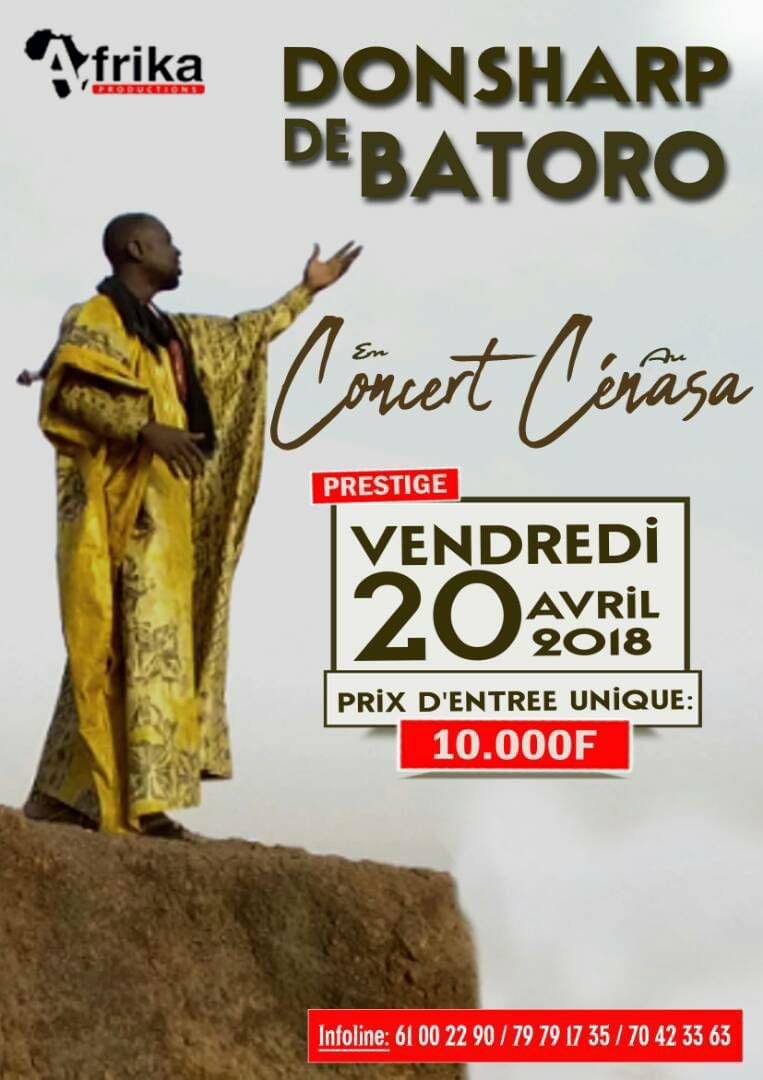 Afrika
PRODUCTIONS
DONSHARP
DE BATORO
En Concert Au Cénasa
PRESTIGE
VENDREDI
20 AVRIL
2018
PRIX D'ENTREE UNIQUE:
10.000F
Infoline: 61 00 22 90 / 79 79 17 35 / 70 42 33 63